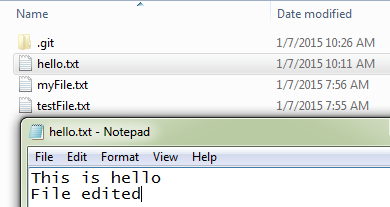 Name Date modified
.git 1/7/2015 10:26 AM
hello.txt 1/7/2015 10:11 AM
myFile.txt 1/7/2015 7:56 AM
testFile.txt 1/7/2015 7:55 AM
hello.txt - Notepad
File Edit Format View Help
This is hello
File edited